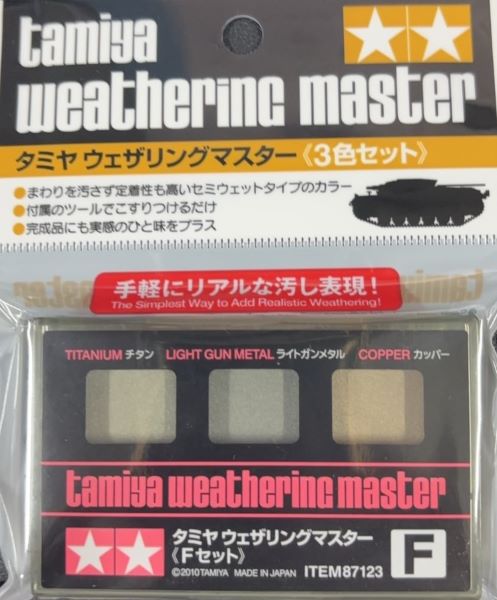 tamiya
weathering master
タミヤ ウェザリングマスター《3色セット》
●まわりを汚さず定着性も高いセミウェットタイプのカラー
●付属のツールでこすりつけるだけ
●完成品にも実感のひと味をプラス
手軽にリアルな汚し表現!
The Simplest Way to Add Realistic Weathering!
TITANIUM チタン LIGHT GUN METAL ライトガンメタル COPPER カッパー
tamiya weathering master
タミヤ ウェザリングマスター
《Fセット》
F
©2010TAMIYA MADE IN JAPAN ITEM87123